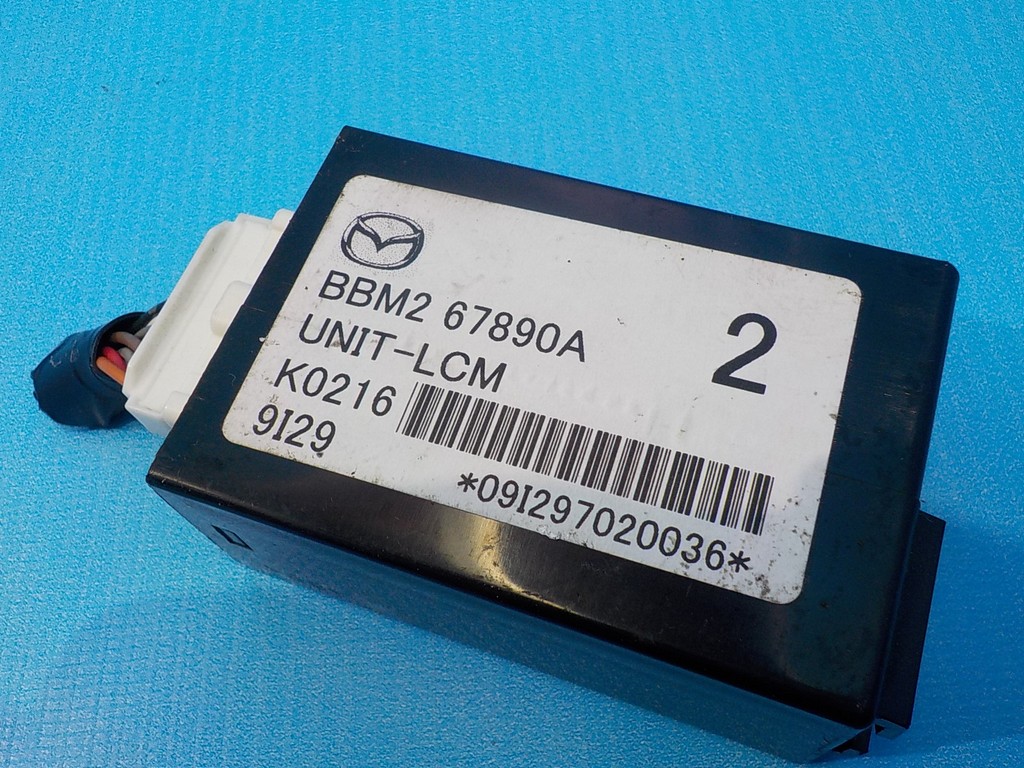 BBM2 67890A
2
UNIT-LCM
K0216
9I29
*09I297020036*